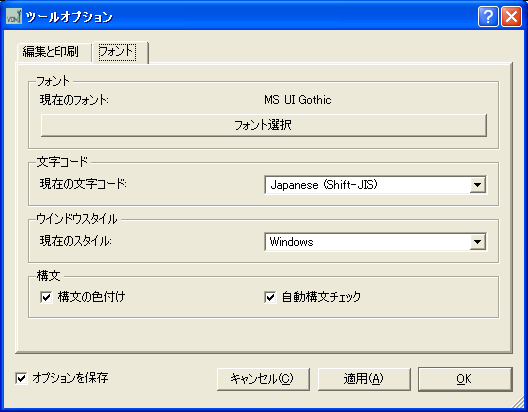 ツールオプション
編集と印刷
フォント
フォント
現在のフォント:
MS UI Gothic
フォント選択
文字コード
現在の文字コード:
Japanese (Shift-JIS)
ウインドウスタイル
現在のスタイル:
Windows
構文
構文の色付け
自動構文チェック
オプションを保存
キャンセル(C)
適用(A)
OK